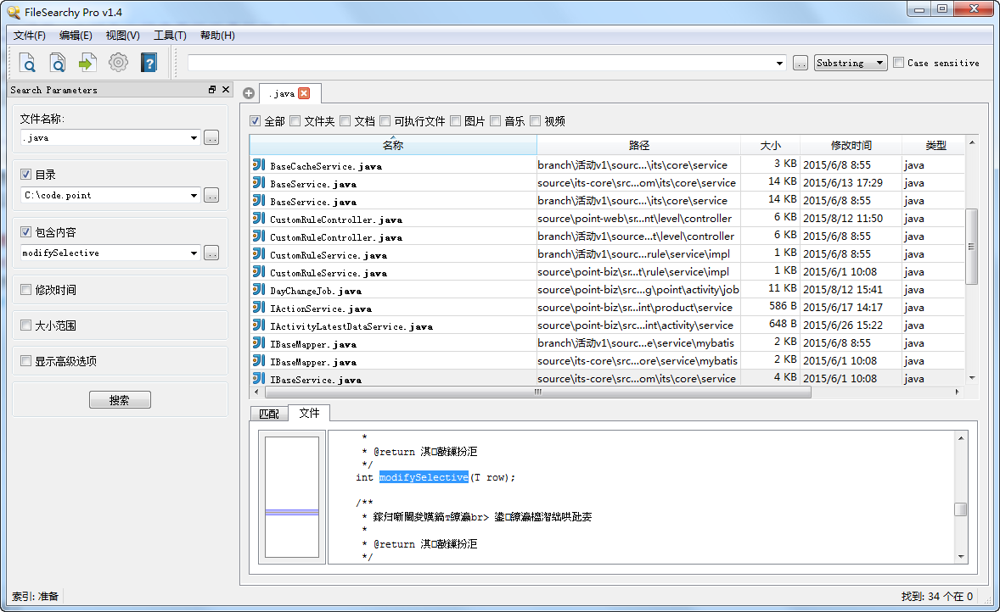 FileSearchy Pro v1.4
文件(F) 编辑(E) 视图(V) 工具(T) 帮助(H)
.. Substring Case sensitive
Search Parameters
.java
全部 文件夹 文档 可执行文件 图片 音乐 视频
文件名称:
.java ..
目录
C:\code.point ..
包含内容
modifySelective ..
修改时间
大小范围
显示高级选项
搜索
名称 路径 大小 修改时间 类型
BaseCacheService.java branch\活动v1\sourc...\its\core\service 3 KB 2015/6/8 8:55 java
BaseService.java source\its-core\src...om\its\core\service 14 KB 2015/6/13 17:29 java
BaseService.java branch\活动v1\sourc...\its\core\service 14 KB 2015/6/8 8:55 java
CustomRuleController.java source\point-web\sr...nt\level\controller 6 KB 2015/8/12 11:50 java
CustomRuleController.java branch\活动v1\source...t\level\controller 6 KB 2015/6/8 8:55 java
CustomRuleService.java branch\活动v1\sourc...rule\service\impl 1 KB 2015/6/8 8:55 java
CustomRuleService.java source\point-biz\sr...t\rule\service\impl 1 KB 2015/6/1 10:08 java
DayChangeJob.java source\point-biz\src...g\point\activity\job 11 KB 2015/8/12 15:41 java
IActionService.java source\point-biz\src...int\product\service 586 B 2015/6/17 14:17 java
IActivityLatestDataService.java source\point-biz\src...int\activity\service 648 B 2015/6/26 15:22 java
IBaseMapper.java branch\活动v1\sourc...e\service\mybatis 2 KB 2015/6/8 8:55 java
IBaseMapper.java source\its-core\src...ore\service\mybatis 2 KB 2015/6/1 10:08 java
IBaseService.java source\its-core\src...om\its\core\service 4 KB 2015/6/1 10:08 java
匹配 文件
*
* @return
*/
int modifySelective(T row);
/**
* br>
*
* @return
*/
索引: 准备 找到: 34 个在 0